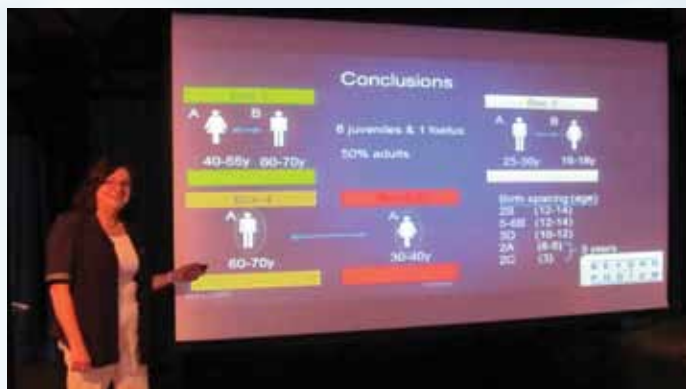 Conclusions
A B
40-55y 60-70y
6 juveniles & 1 foetus
50% adults
A B
25-30y 16-18y
A
60-70y
A
30-40y
Birth spacing (age)
2B (12-14)
5-6B (12-14)
5D (10-12)
2A (6-8)
2C (3)
3 years